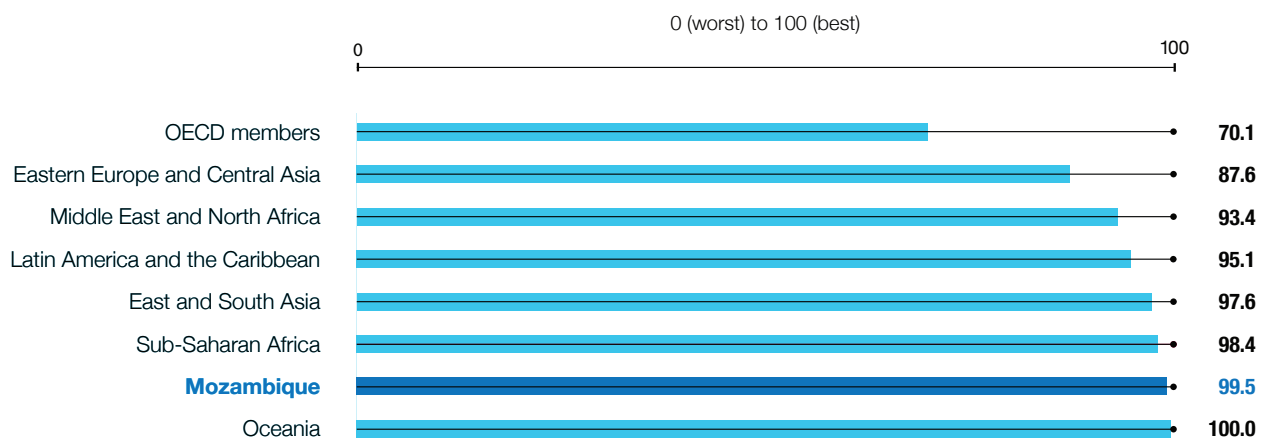 0 (worst) to 100 (best)
0 100
OECD members 70.1
Eastern Europe and Central Asia 87.6
Middle East and North Africa 93.4
Latin America and the Caribbean 95.1
East and South Asia 97.6
Sub-Saharan Africa 98.4
Mozambique 99.5
Oceania 100.0